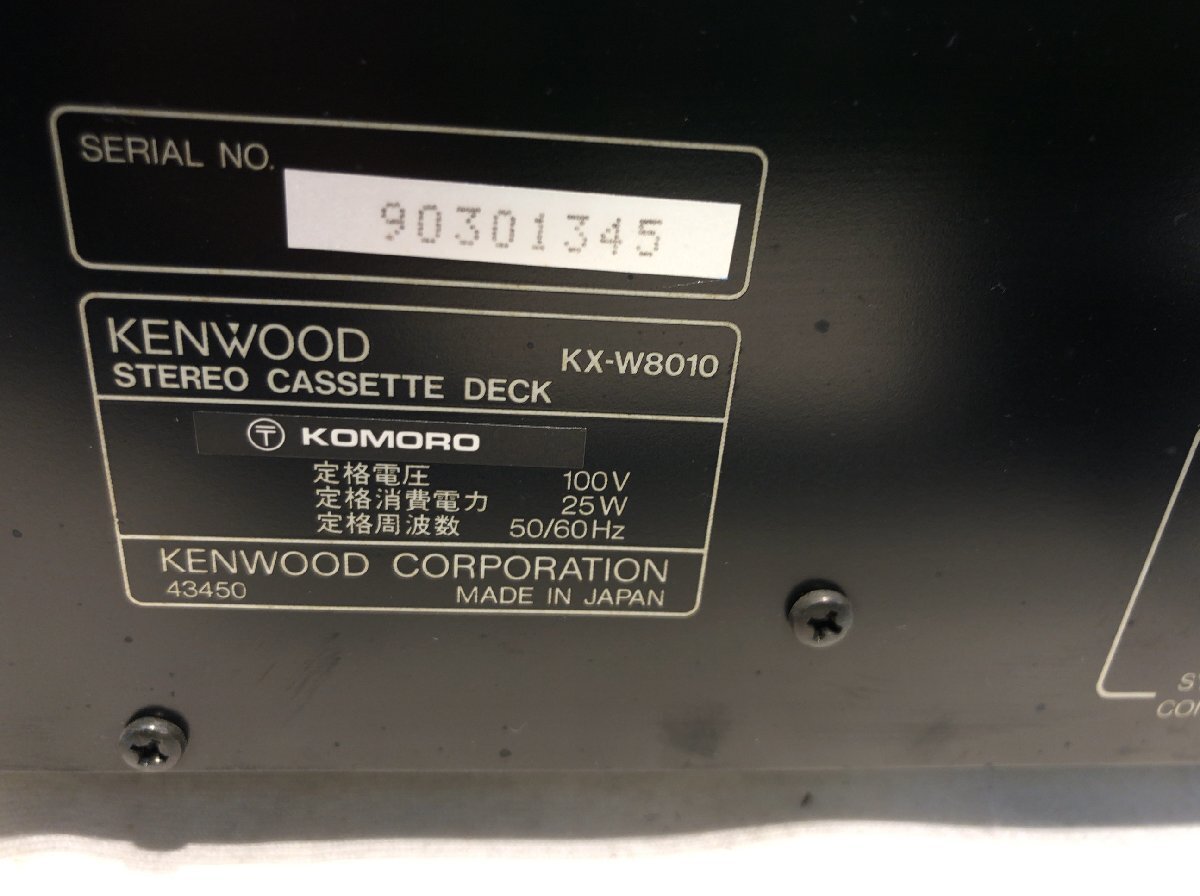 SERIAL NO.
90301345
KENWOOD KX-W8010
STEREO CASSETTE DECK
〒 KOMORO
定格電圧 100V
定格消費電力 25W
定格周波数 50/60Hz
KENWOOD CORPORATION
43450 MADE IN JAPAN